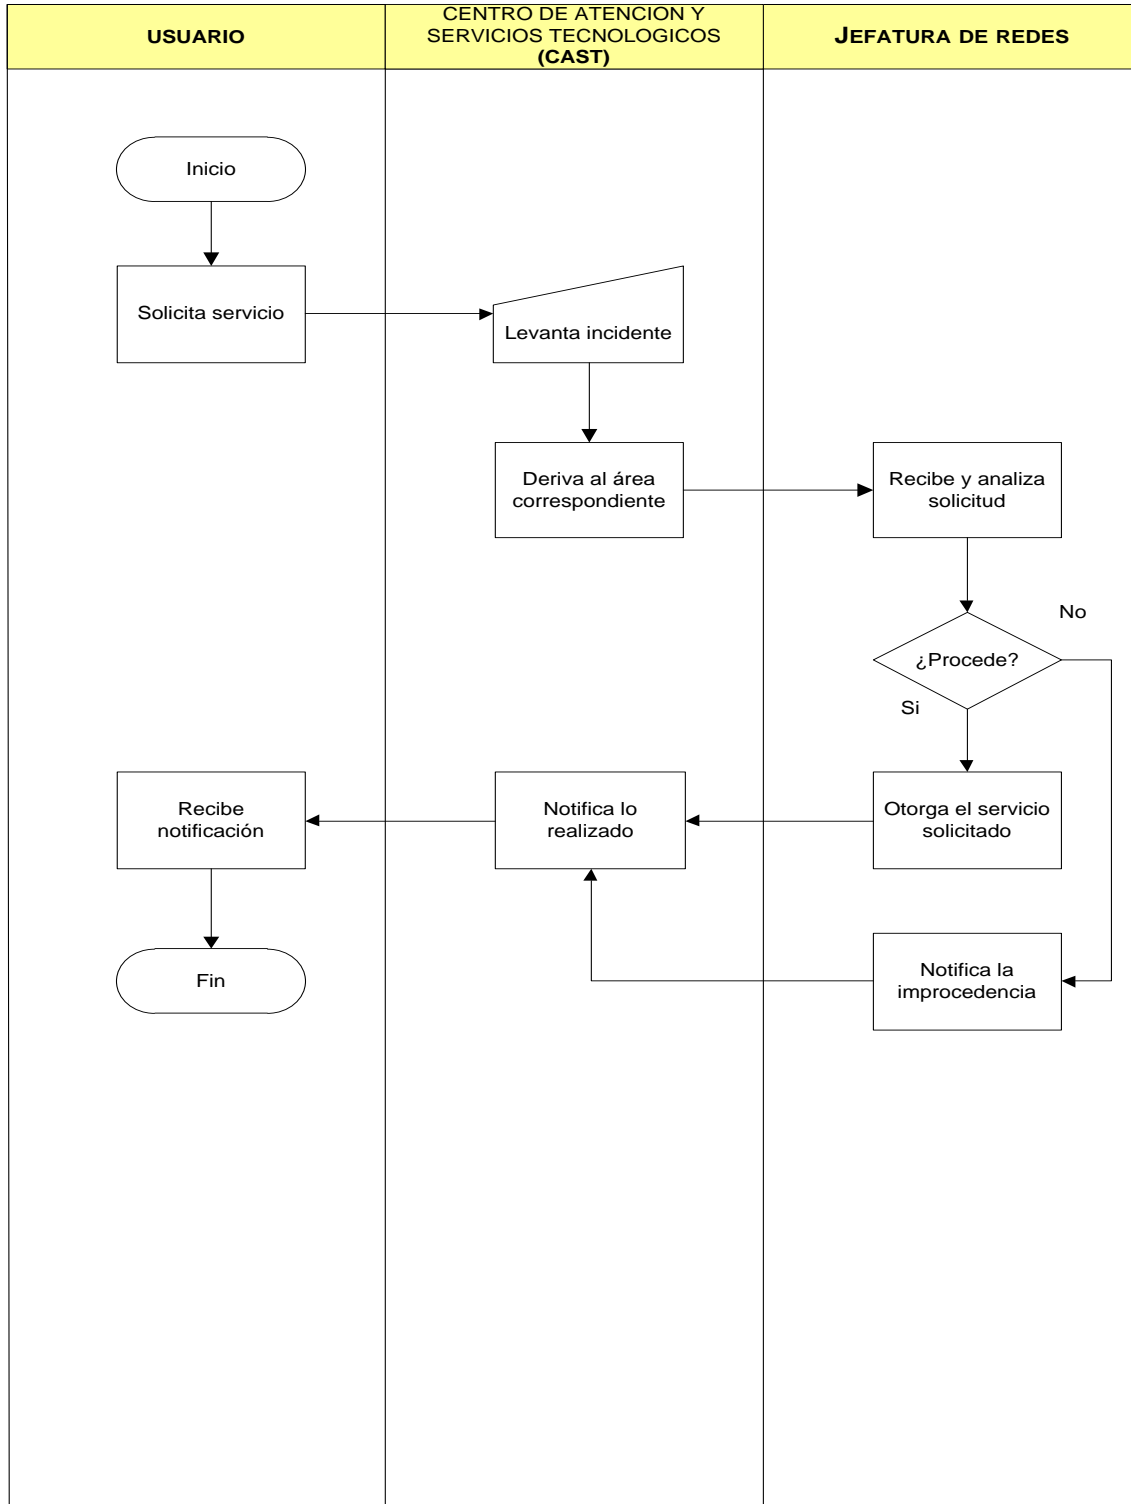 USUARIO
CENTRO DE ATENCION Y
SERVICIOS TECNOLOGICOS
(CAST)
JEFATURA DE REDES
Inicio
Solicita servicio
Levanta incidente
Deriva al área
correspondiente
Recibe y analiza
solicitud
No
¿Procede?
Si
Recibe
notificación
Notifica lo
realizado
Otorga el servicio
solicitado
Fin
Notifica la
improcedencia